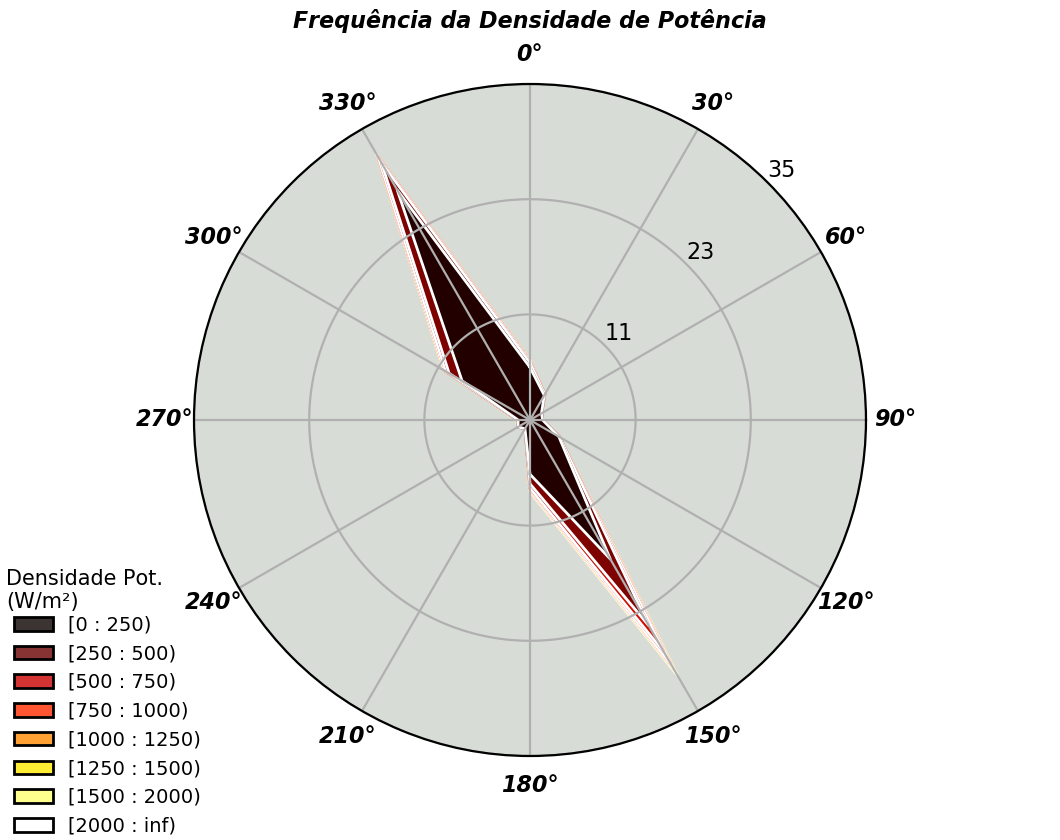 Frequência da Densidade de Potência
0°
330°
30°
35
300°
60°
23
11
270°
90°
240°
120°
210°
150°
180°
Densidade Pot.
(W/m²)
[0 : 250)
[250 : 500)
[500 : 750)
[750 : 1000)
[1000 : 1250)
[1250 : 1500)
[1500 : 2000)
[2000 : inf)